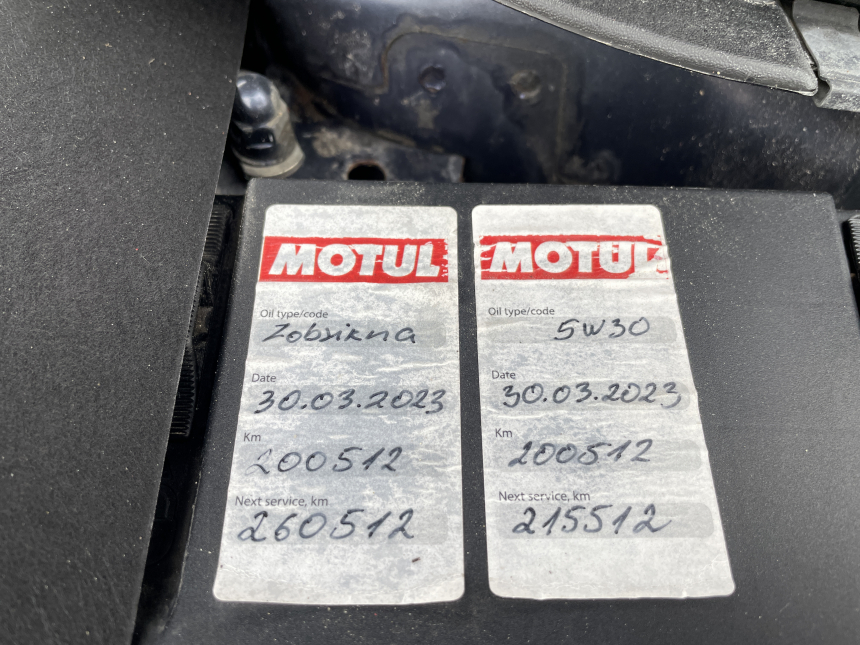 MOTUL
Oil type/code
Zobsikna
Date
30.03.2023
Km
200512
Next service, km
260512
MOTUL
Oil type/code
5W30
Date
30.03.2023
Km
200512
Next service, km
215512